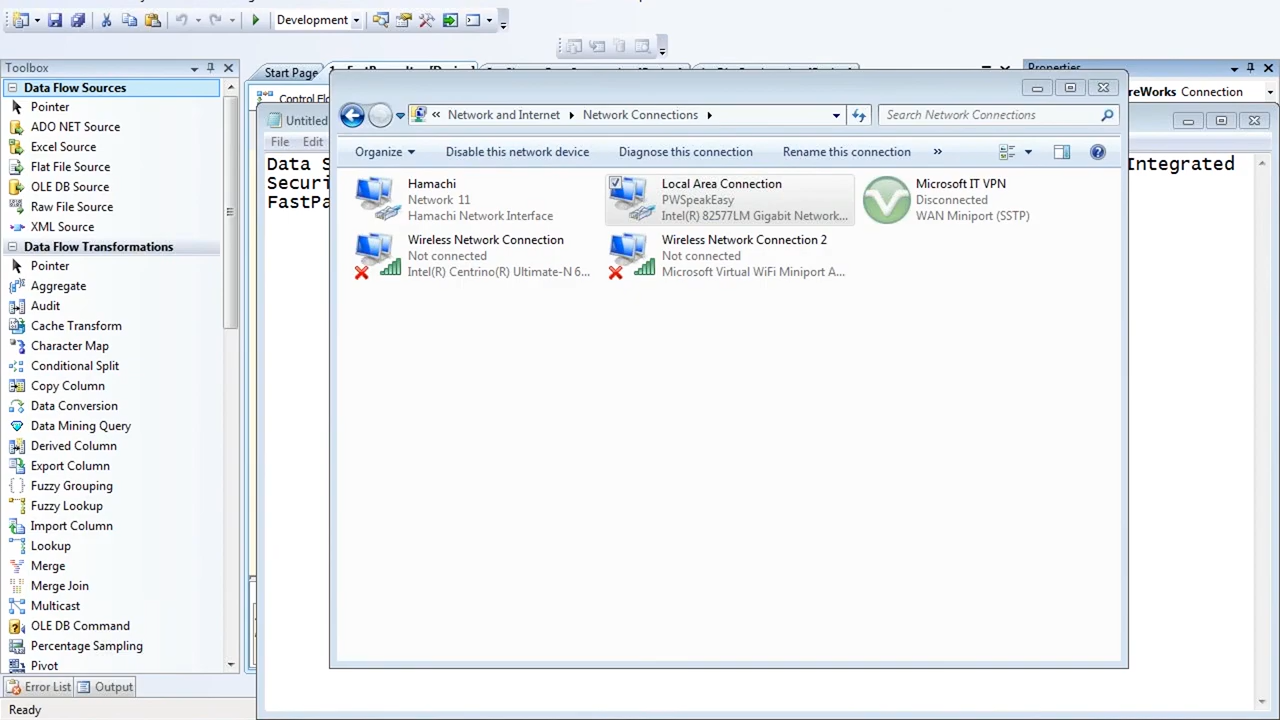 Development
Toolbox
Data Flow Sources
Pointer
ADO NET Source
Excel Source
Flat File Source
OLE DB Source
Raw File Source
XML Source
Data Flow Transformations
Pointer
Aggregate
Audit
Cache Transform
Character Map
Conditional Split
Copy Column
Data Conversion
Data Mining Query
Derived Column
Export Column
Fuzzy Grouping
Fuzzy Lookup
Import Column
Lookup
Merge
Merge Join
Multicast
OLE DB Command
Percentage Sampling
Pivot
Error List
Output
Ready
Start Page
Control Flo
Properties
reWorks Connection
Untitled
File Edit
Data S
Integrated
Securi
FastPa
« Network and Internet Network Connections
Search Network Connections
Organize Disable this network device Diagnose this connection Rename this connection »
Hamachi
Network 11
Hamachi Network Interface
Local Area Connection
PWSpeakEasy
Intel(R) 82577LM Gigabit Network...
Microsoft IT VPN
Disconnected
WAN Miniport (SSTP)
Wireless Network Connection
Not connected
Intel(R) Centrino(R) Ultimate-N 6...
Wireless Network Connection 2
Not connected
Microsoft Virtual WiFi Miniport A...